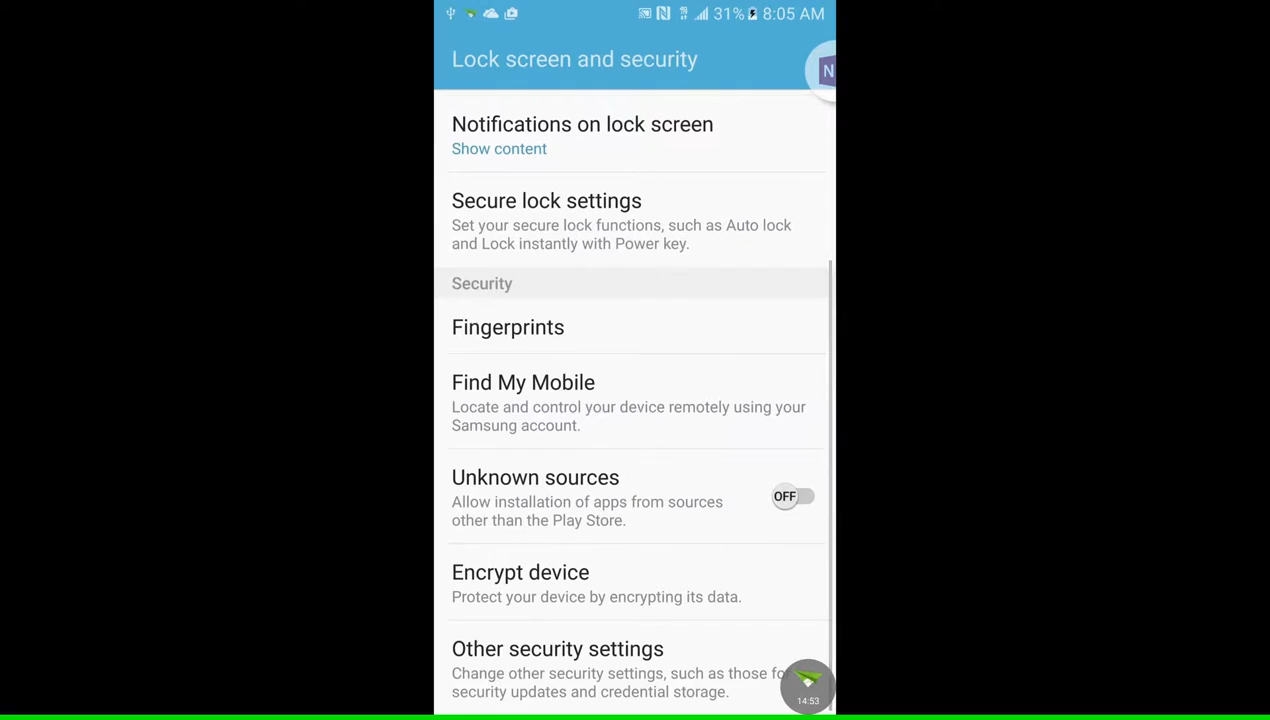 31% 8:05 AM
Lock screen and security
N
Notifications on lock screen
Show content
Secure lock settings
Set your secure lock functions, such as Auto lock
and Lock instantly with Power key.
Security
Fingerprints
Find My Mobile
Locate and control your device remotely using your
Samsung account.
Unknown sources
Allow installation of apps from sources
OFF
other than the Play Store.
Encrypt device
Protect your device by encrypting its data.
Other security settings
Change other security settings, such as those for
security updates and credential storage.
14:53